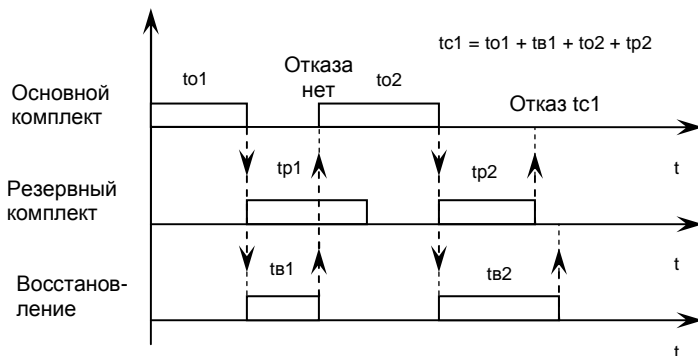 tc1 = to1 + tв1 + to2 + tp2
to1
Отказа
нет
to2
Основной
комплект
Отказ tc1
t
tp1
tp2
Резервный
комплект
t
tв1
tв2
Восстанов-
ление
t